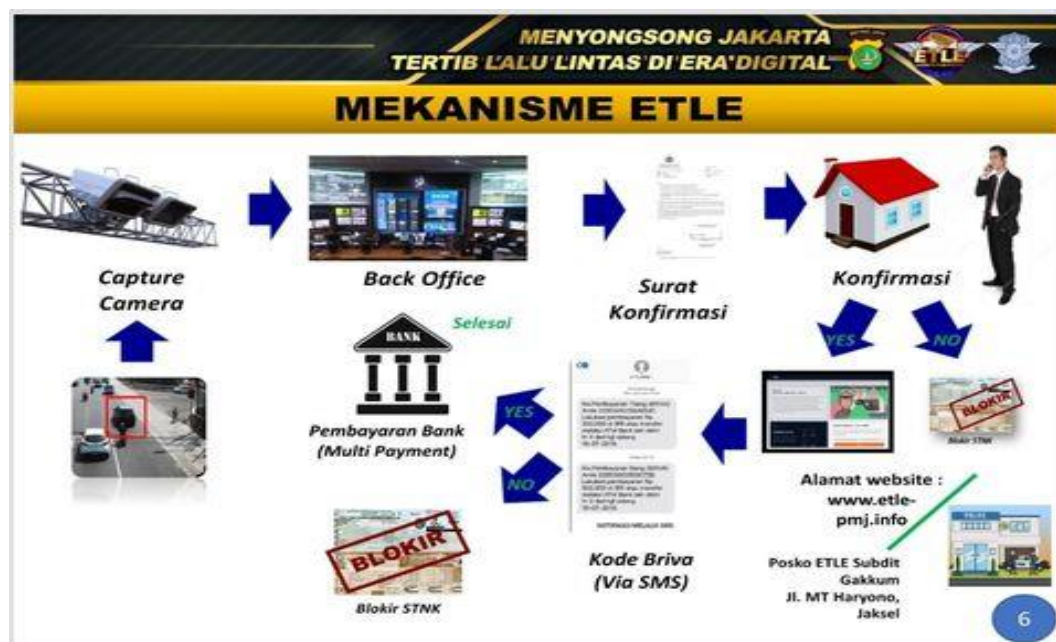 MENYONGSONG JAKARTA
TERTIB LALU LINTAS DI ERA DIGITAL
ETLE
MEKANISME ETLE
Capture
Camera
Back Office
Surat
Konfirmasi
Konfirmasi
YES
NO
BLOKIR
Blokir STNK
Alamat website :
www.etle-
pmj.info
Posko ETLE Subdit
Gakkum
Jl. MT Haryono,
Jaksel
Kode Briva
(Via SMS)
YES
NO
BANK
Selesai
Pembayaran Bank
(Multi Payment)
BLOKIR
Blokir STNK
6